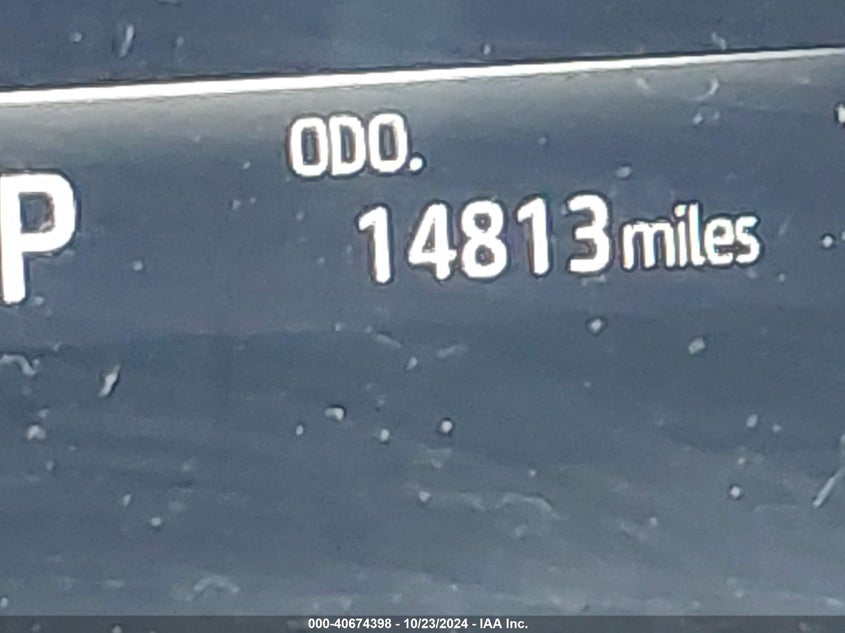 ODO.
P
14813 miles
000-40674398 - 10/23/2024 - IAA Inc.